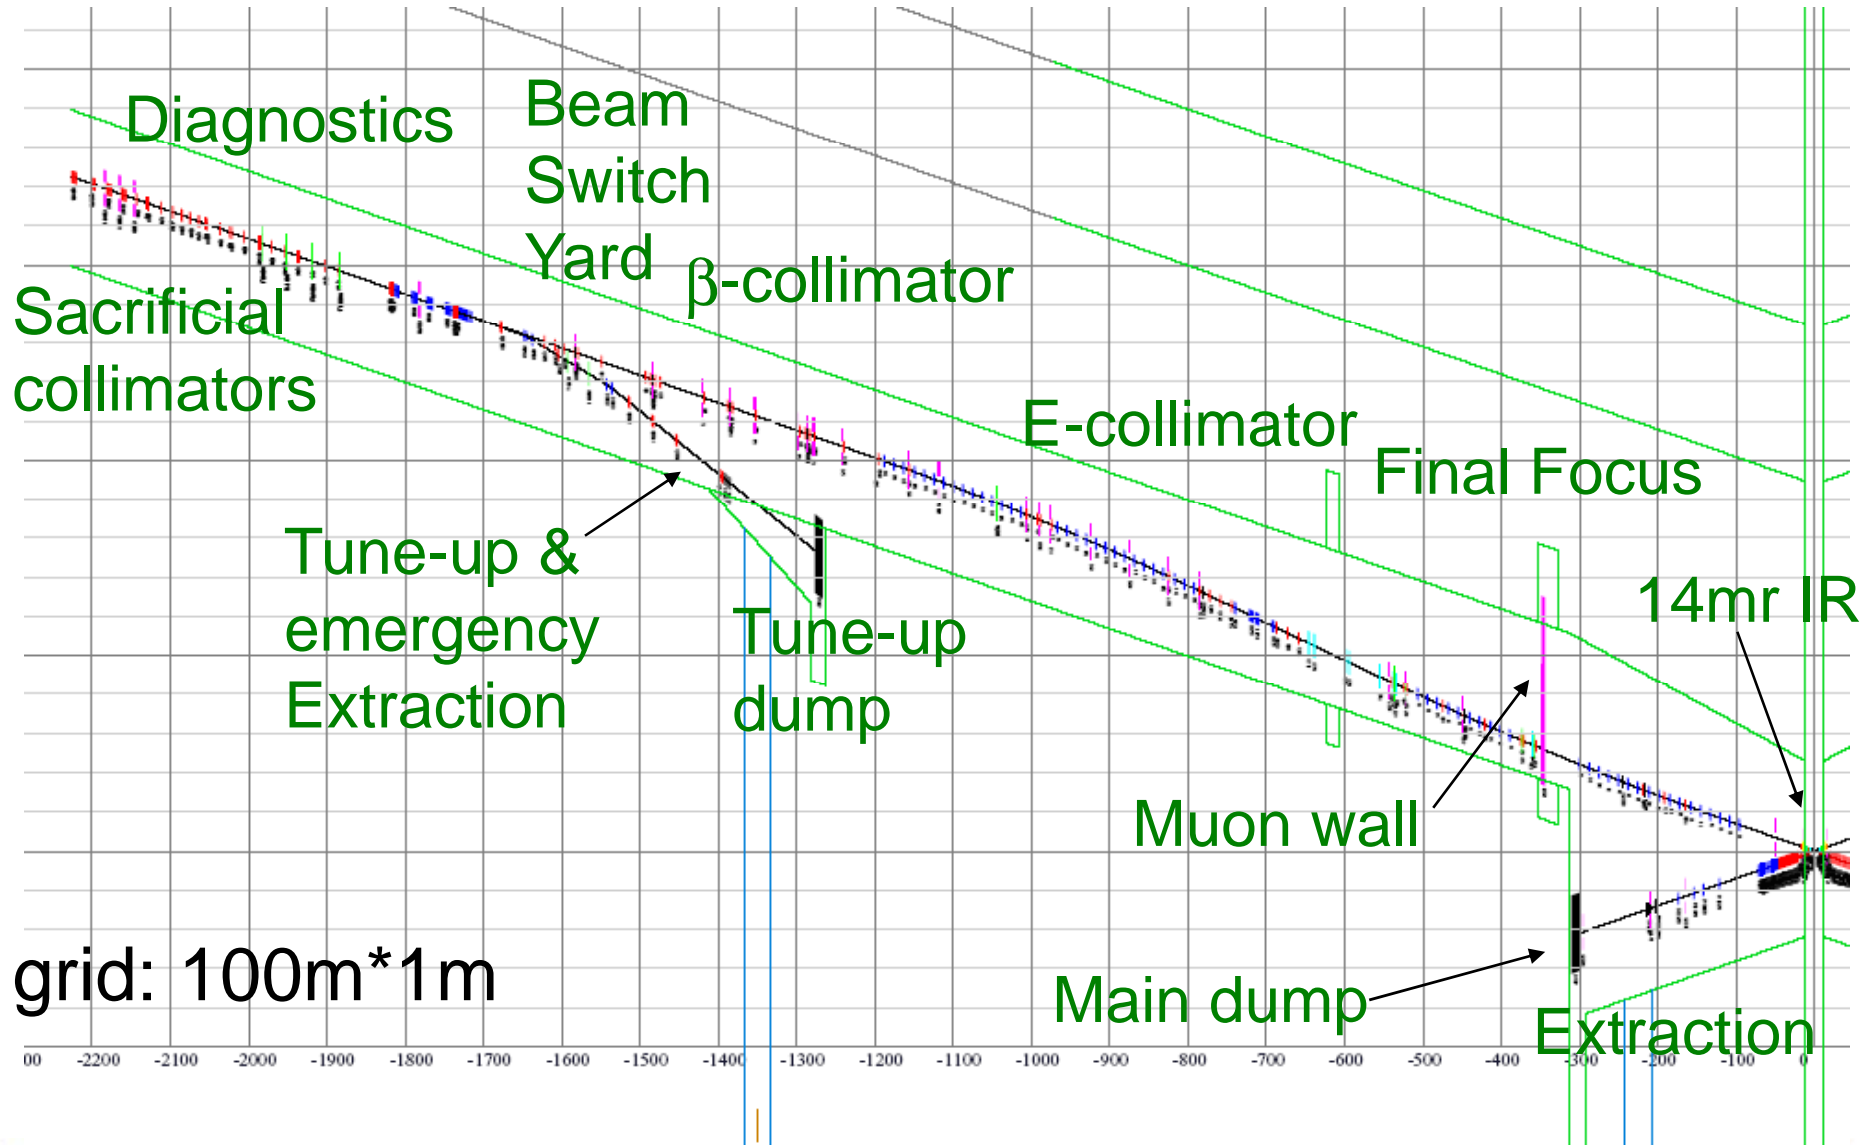 Diagnostics
Beam
Switch
Yard
β-collimator
Sacrificial
collimators
E-collimator
Final Focus
Tune-up &
emergency
Extraction
Tune-up
dump
14mr IR
Muon wall
grid: 100m*1m
Main dump
Extraction
00 -2200 -2100 -2000 -1900 -1800 -1700 -1600 -1500 -1400 -1300 -1200 -1100 -1000 -900 -800 -700 -600 -500 -400 -300 -200 -100 0